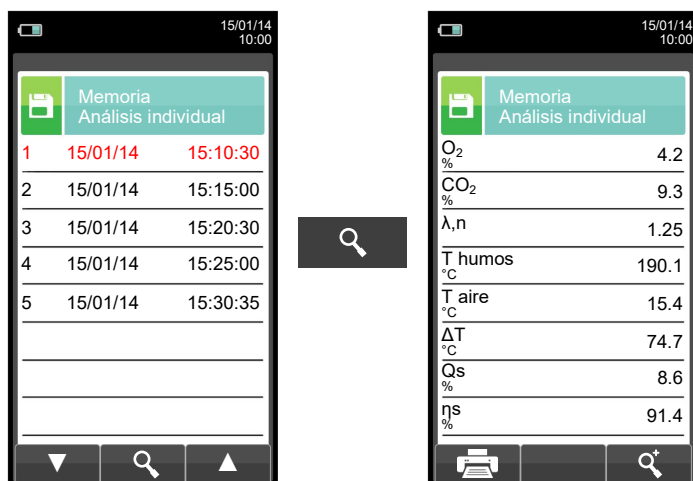 15/01/14
10:00
Memoria
Análisis individual
1 15/01/14 15:10:30
2 15/01/14 15:15:00
3 15/01/14 15:20:30
4 15/01/14 15:25:00
5 15/01/14 15:30:35
15/01/14
10:00
Memoria
Análisis individual
O₂ 4.2
%
CO₂ 9.3
%
λ,n 1.25
T humos 190.1
°C
T aire 15.4
°C
ΔT 74.7
°C
Qs 8.6
%
ηs 91.4
%